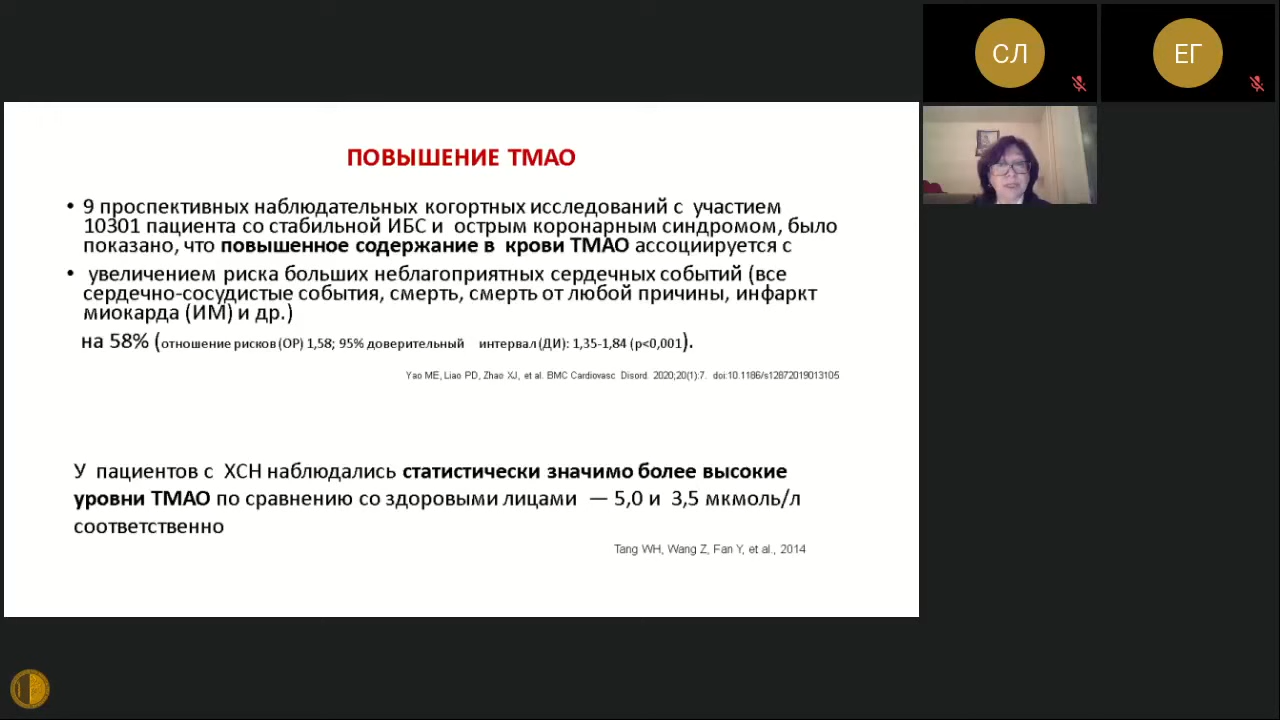 СЛ
ЕГ
ПОВЫШЕНИЕ ТМАО
• 9 проспективных наблюдательных когортных исследований с участием
10301 пациента со стабильной ИБС и острым коронарным синдромом, было
показано, что повышенное содержание в крови ТМАО ассоциируется с
• увеличением риска больших неблагоприятных сердечных событий (все
сердечно-сосудистые события, смерть, смерть от любой причины, инфаркт
миокарда (ИМ) и др.)
на 58% (отношение рисков (ОР) 1,58; 95% доверительный интервал (ДИ): 1,35-1,84 (p<0,001).
Yao ME, Liao PD, Zhao XJ, et al. BMC Cardiovasc Disord. 2020;20(1):7. doi:10.1186/s12872019013105
У пациентов с ХСН наблюдались статистически значимо более высокие
уровни ТМАО по сравнению со здоровыми лицами — 5,0 и 3,5 мкмоль/л
соответственно
Tang WH, Wang Z, Fan Y, et al., 2014